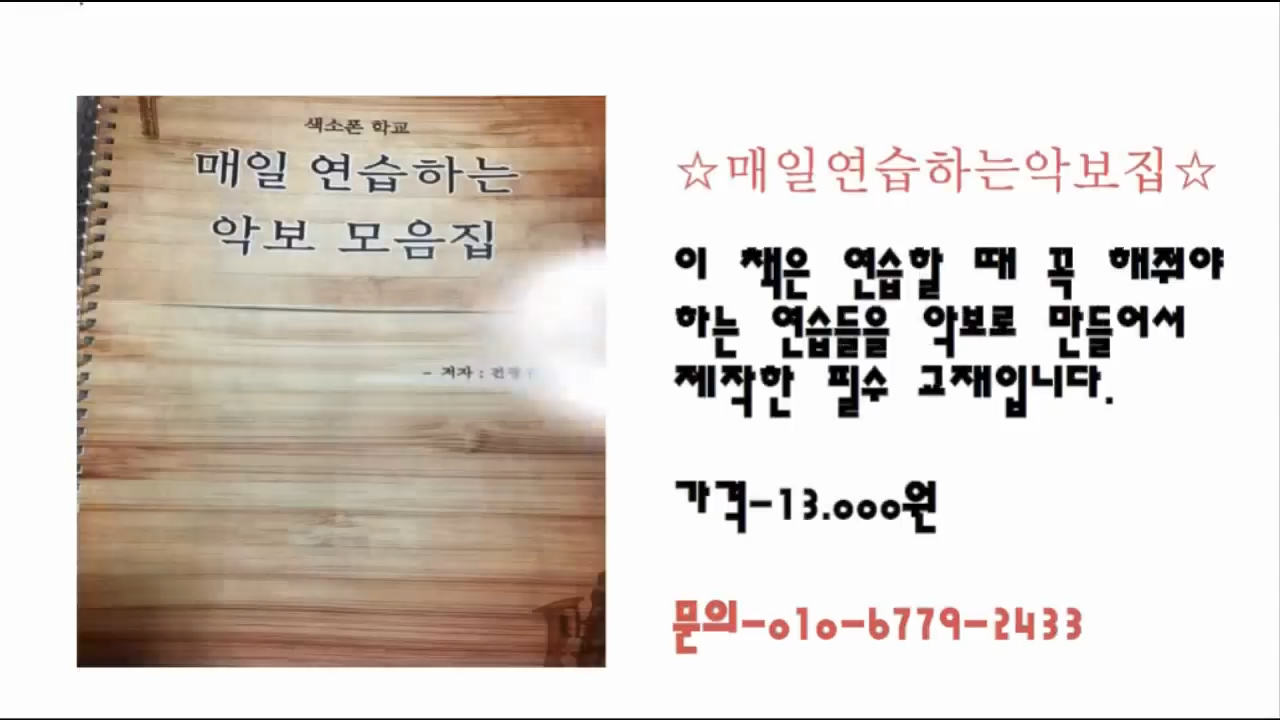 색소폰 학교
매일 연습하는
악보 모음집
- 저자 :
☆매일연습하는악보집☆
이 책은 연습할 때 꼭 해줘야
하는 연습들을 악보로 만들어서
제작한 필수 교재입니다.
가격-13.000원
문의-010-6779-2433